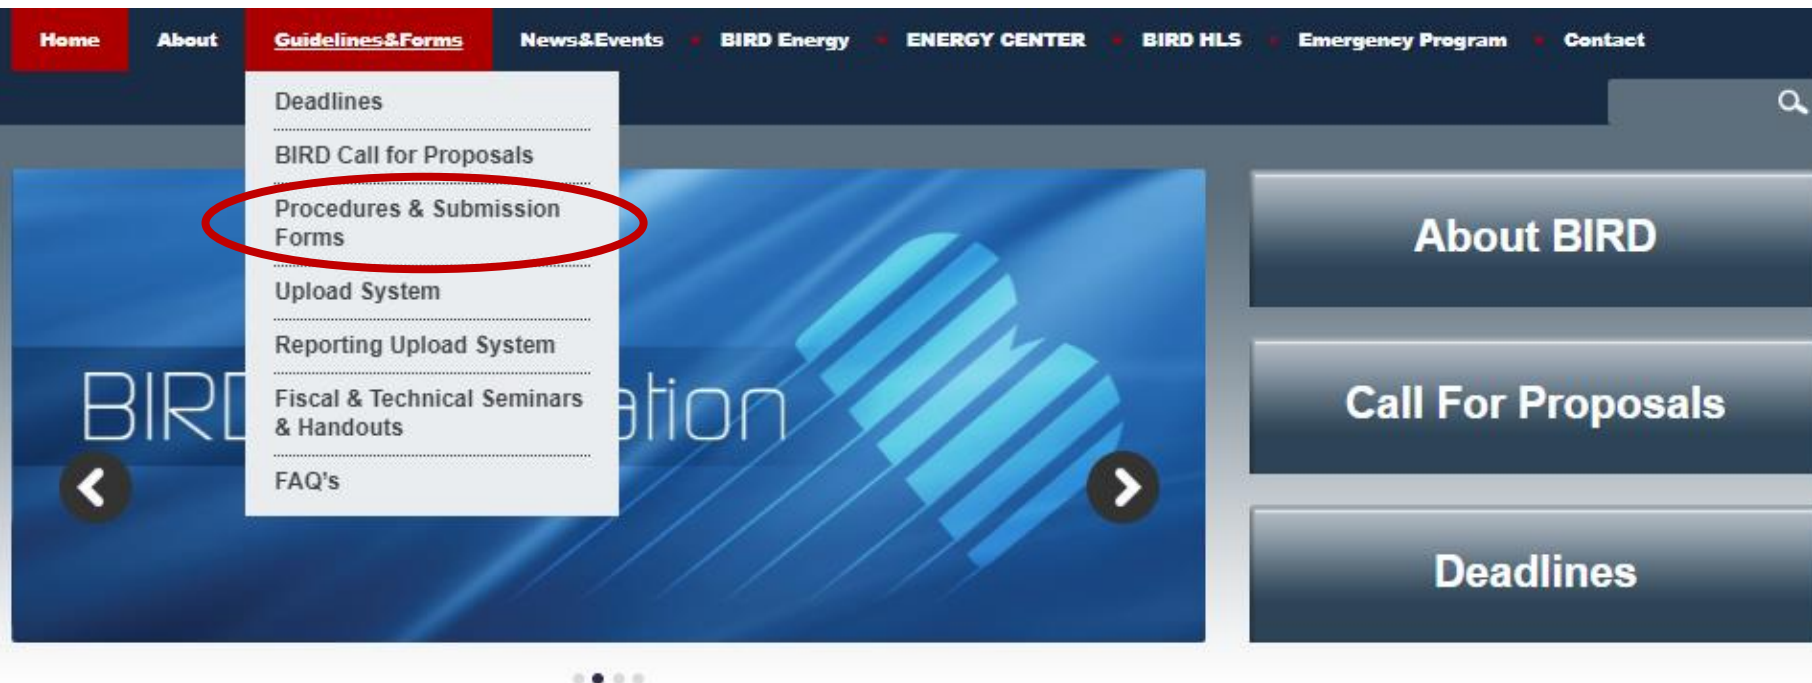 Home About Guidelines&Forms News&Events BIRD Energy ENERGY CENTER BIRD HLS Emergency Program Contact
Deadlines
BIRD Call for Proposals
Procedures & Submission
Forms
Upload System
Reporting Upload System
Fiscal & Technical Seminars
& Handouts
FAQ's
BIRD ation
About BIRD
Call For Proposals
Deadlines